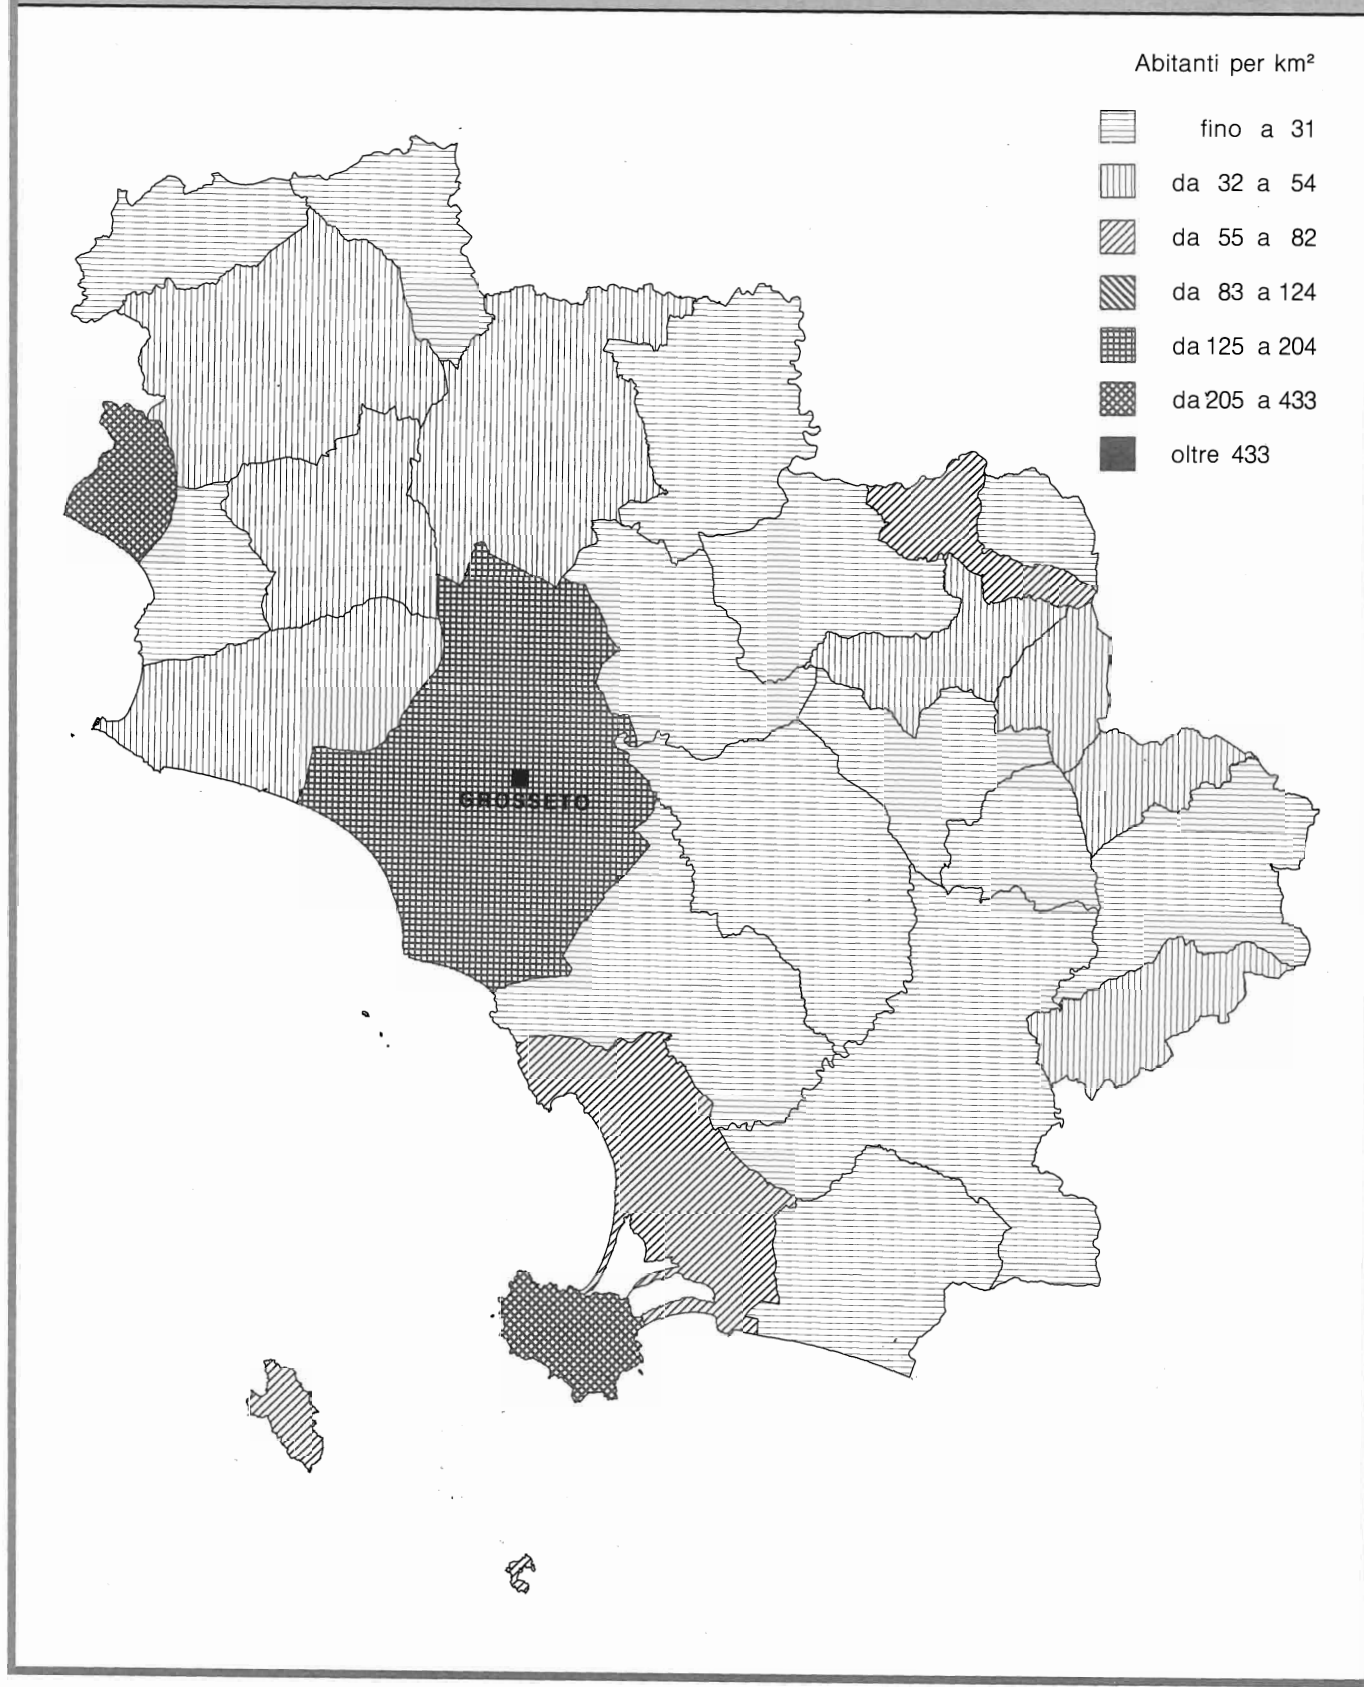 Abitanti per km²
fino a 31
da 32 a 54
da 55 a 82
da 83 a 124
da 125 a 204
da 205 a 433
oltre 433
GROSSETO